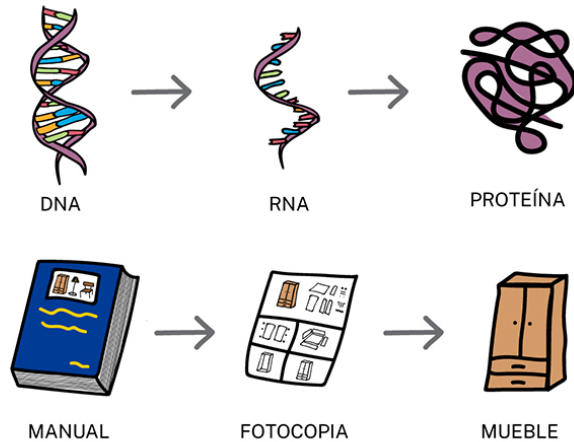 DNA
RNA
PROTEÍNA
MANUAL
FOTOCOPIA
MUEBLE